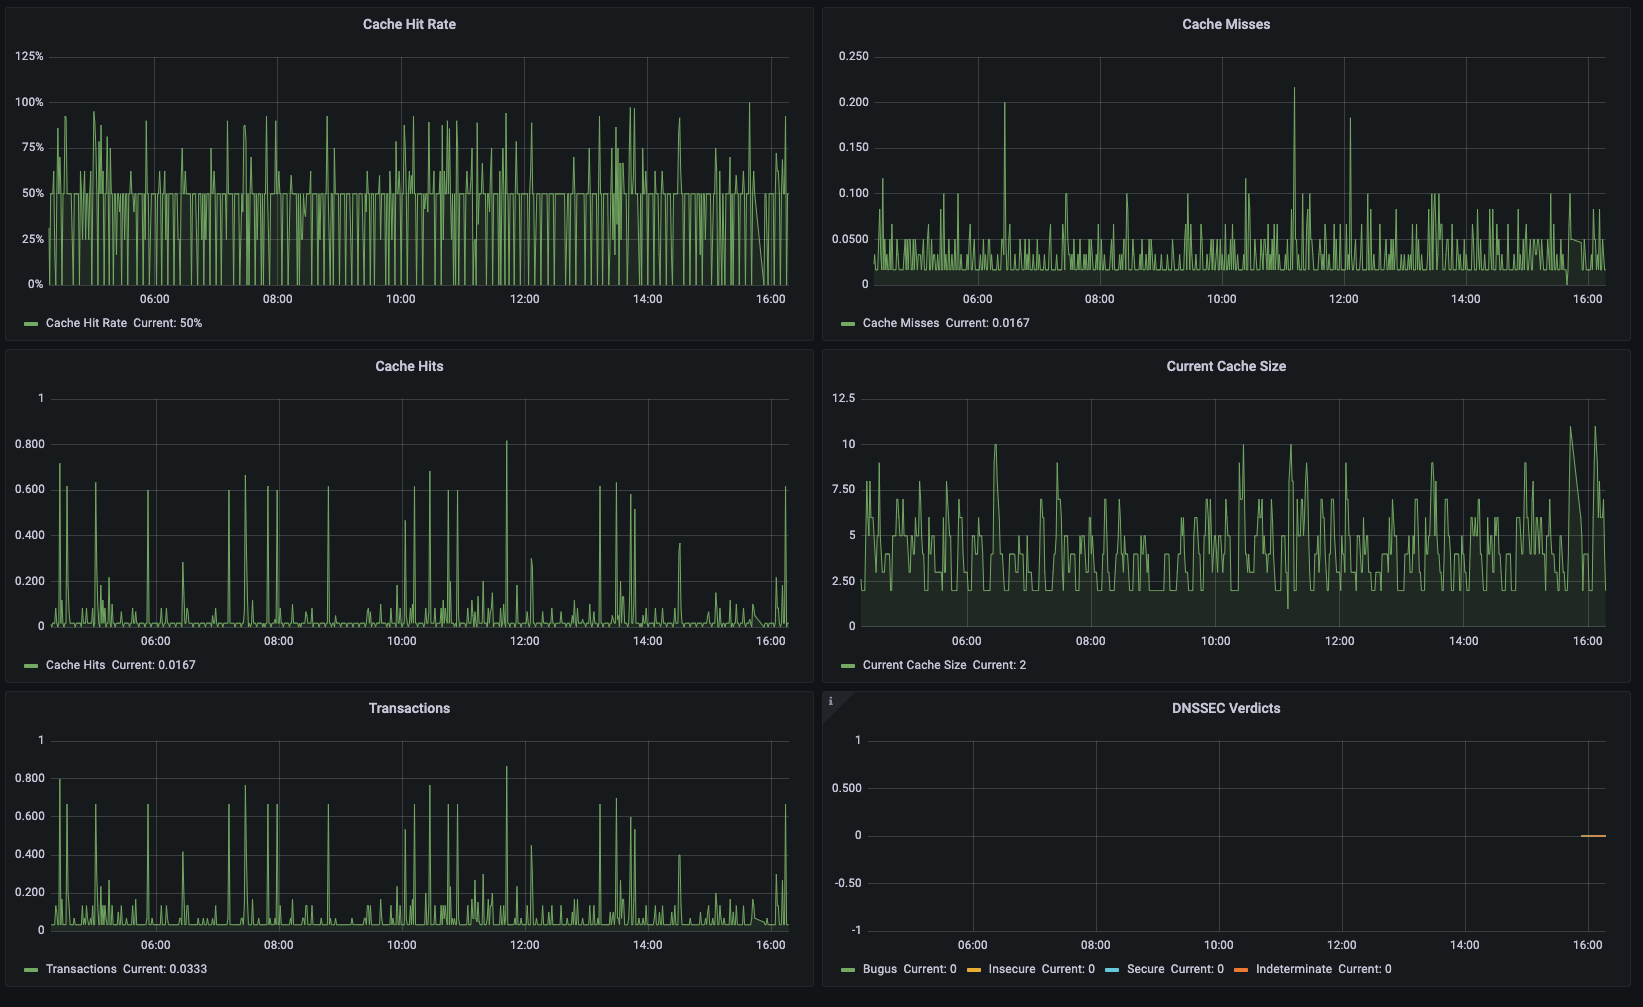 Cache Hit Rate
125%
100%
75%
50%
25%
0%
06:00 08:00 10:00 12:00 14:00 16:00
Cache Hit Rate Current: 50%
Cache Misses
0.250
0.200
0.150
0.100
0.0500
0
06:00 08:00 10:00 12:00 14:00 16:00
Cache Misses Current: 0.0167
Cache Hits
1
0.800
0.600
0.400
0.200
0
06:00 08:00 10:00 12:00 14:00 16:00
Cache Hits Current: 0.0167
Current Cache Size
12.5
10
7.50
5
2.50
0
06:00 08:00 10:00 12:00 14:00 16:00
Current Cache Size Current: 2
Transactions
1
0.800
0.600
0.400
0.200
0
06:00 08:00 10:00 12:00 14:00 16:00
Transactions Current: 0.0333
i
DNSSEC Verdicts
1
0.500
0
-0.50
-1
06:00 08:00 10:00 12:00 14:00 16:00
Bugus Current: 0 Insecure Current: 0 Secure Current: 0 Indeterminate Current: 0